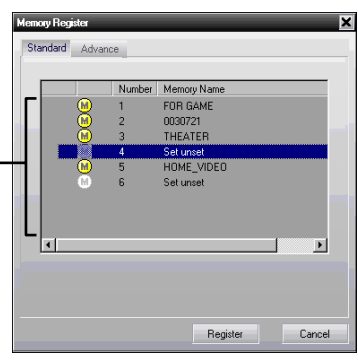 Memory Register
Standard Advance
Number Memory Name
M 1 FOR GAME
M 2 0030721
M 3 THEATER
4 Set unset
M 5 HOME_VIDEO
M 6 Set unset
Register Cancel